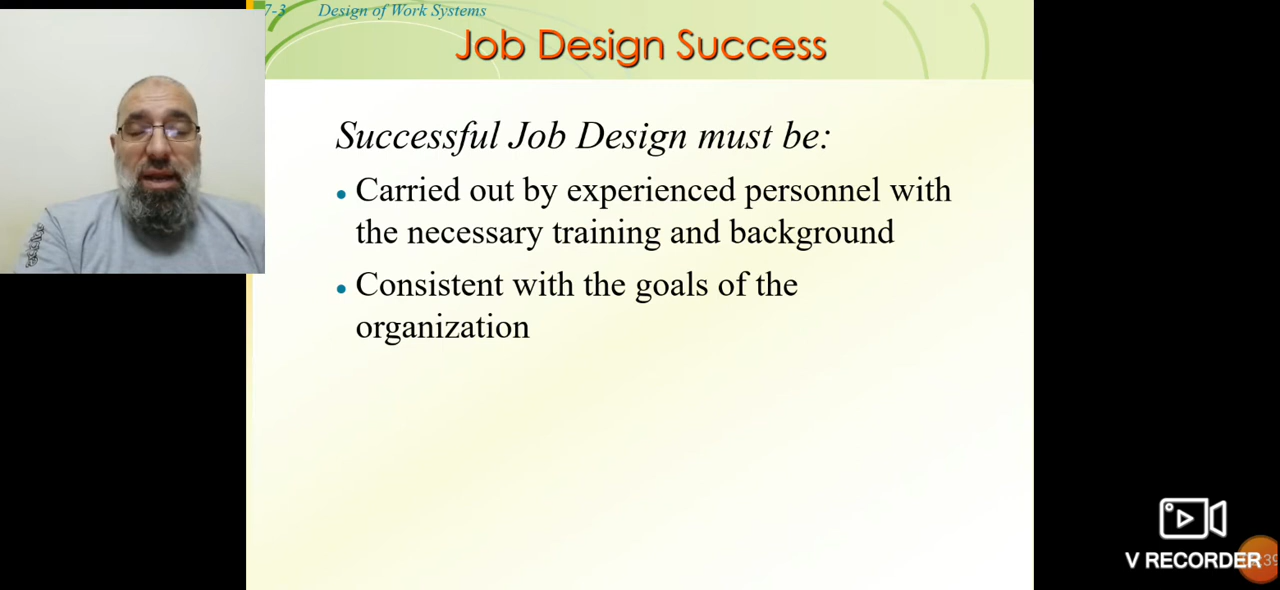 7-3 Design of Work Systems
Job Design Success
Successful Job Design must be:
• Carried out by experienced personnel with
the necessary training and background
• Consistent with the goals of the
organization
V RECORDER